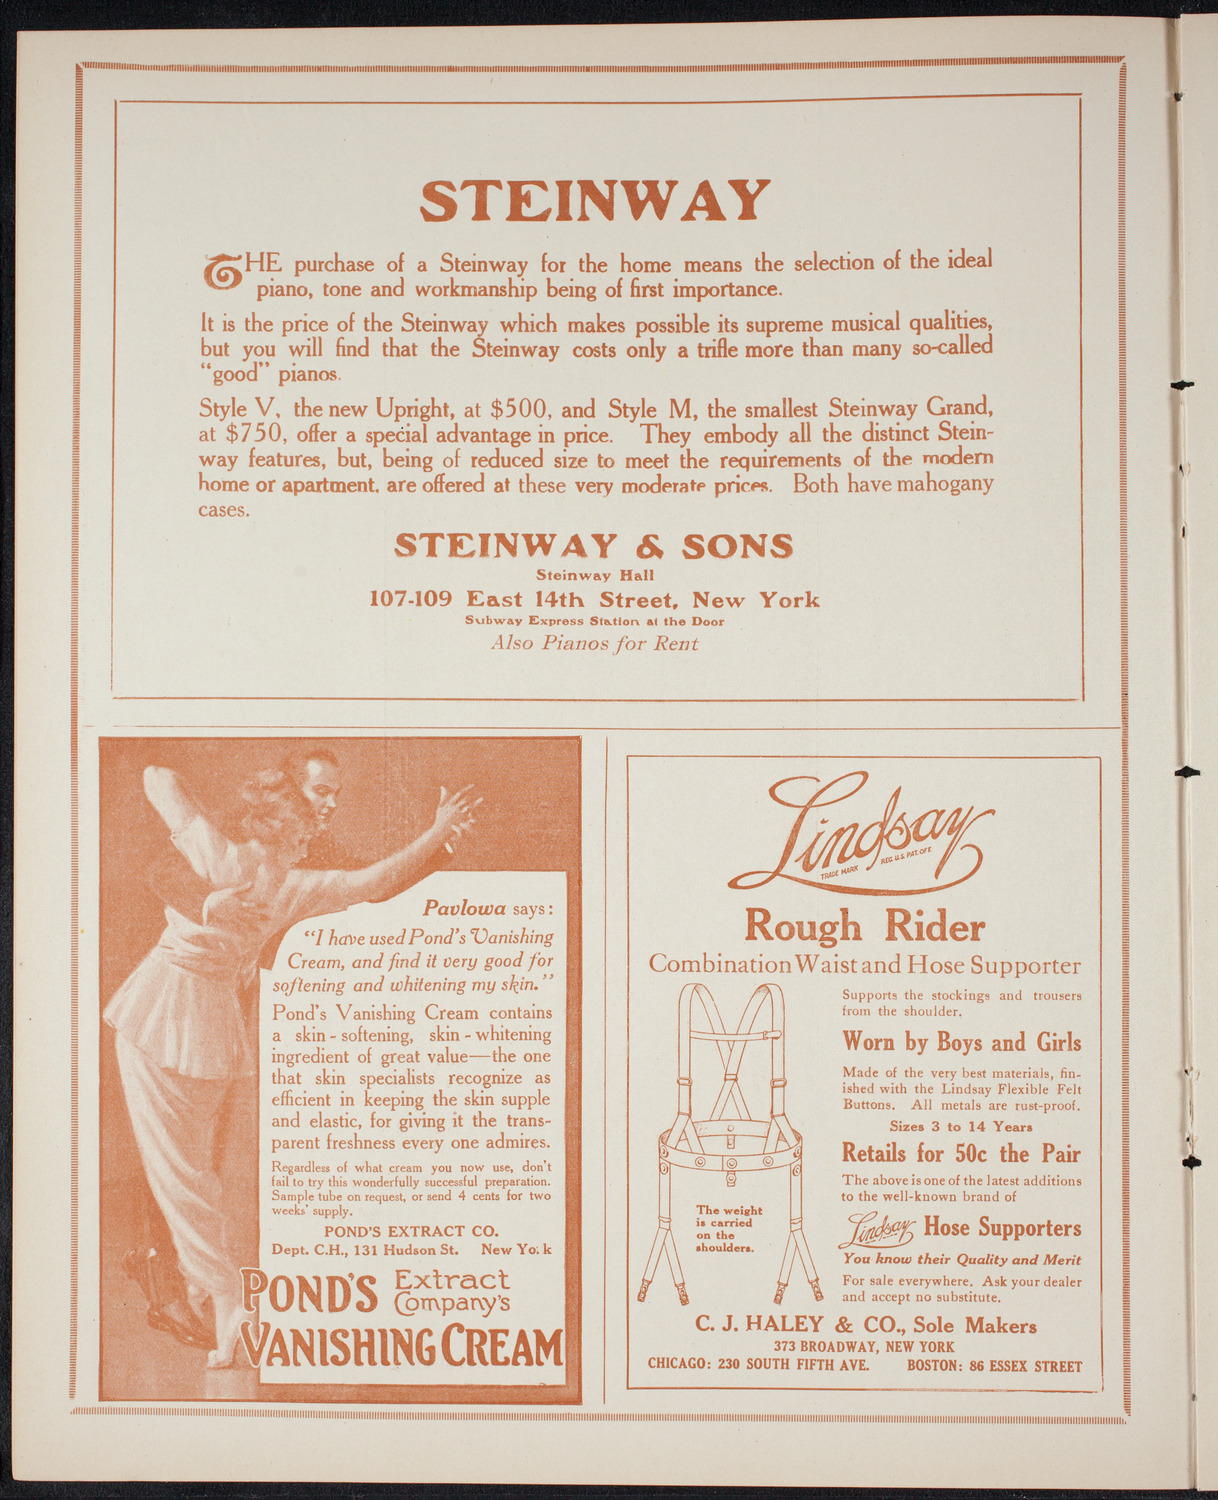 STEINWAY
THE purchase of a Steinway for the home means the selection of the ideal
piano, tone and workmanship being of first importance.
It is the price of the Steinway which makes possible its supreme musical qualities,
but you will find that the Steinway costs only a trifle more than many so-called
"good" pianos.
Style V, the new Upright, at $500, and Style M, the smallest Steinway Grand,
at $750, offer a special advantage in price. They embody all the distinct Stein-
way features, but, being of reduced size to meet the requirements of the modern
home or apartment, are offered at these very moderate prices. Both have mahogany
cases.
STEINWAY & SONS
Steinway Hall
107-109 East 14th Street, New York
Subway Express Station at the Door
Also Pianos for Rent
Pavlowa says:
"I have used Pond's Vanishing
Cream, and find it very good for
softening and whitening my skin."
Pond's Vanishing Cream contains
a skin-softening, skin-whitening
ingredient of great value—the one
that skin specialists recognize as
efficient in keeping the skin supple
and elastic, for giving it the trans-
parent freshness every one admires.
Regardless of what cream you now use, don't
fail to try this wonderfully successful preparation.
Sample tube on request, or send 4 cents for two
weeks' supply.
POND'S EXTRACT CO.
Dept. C.H., 131 Hudson St. New York
POND'S Extract
Company's
VANISHING CREAM
Lindsay
TRADE MARK REG. U.S. PAT. OFF.
Rough Rider
Combination Waist and Hose Supporter
Supports the stockings and trousers
from the shoulder.
Worn by Boys and Girls
Made of the very best materials, fin-
ished with the Lindsay Flexible Felt
Buttons. All metals are rust-proof.
Sizes 3 to 14 Years
Retails for 50c the Pair
The above is one of the latest additions
to the well-known brand of
Lindsay Hose Supporters
You know their Quality and Merit
For sale everywhere. Ask your dealer
and accept no substitute.
The weight
is carried
on the
shoulders.
C. J. HALEY & CO., Sole Makers
373 BROADWAY, NEW YORK
CHICAGO: 230 SOUTH FIFTH AVE. BOSTON: 86 ESSEX STREET